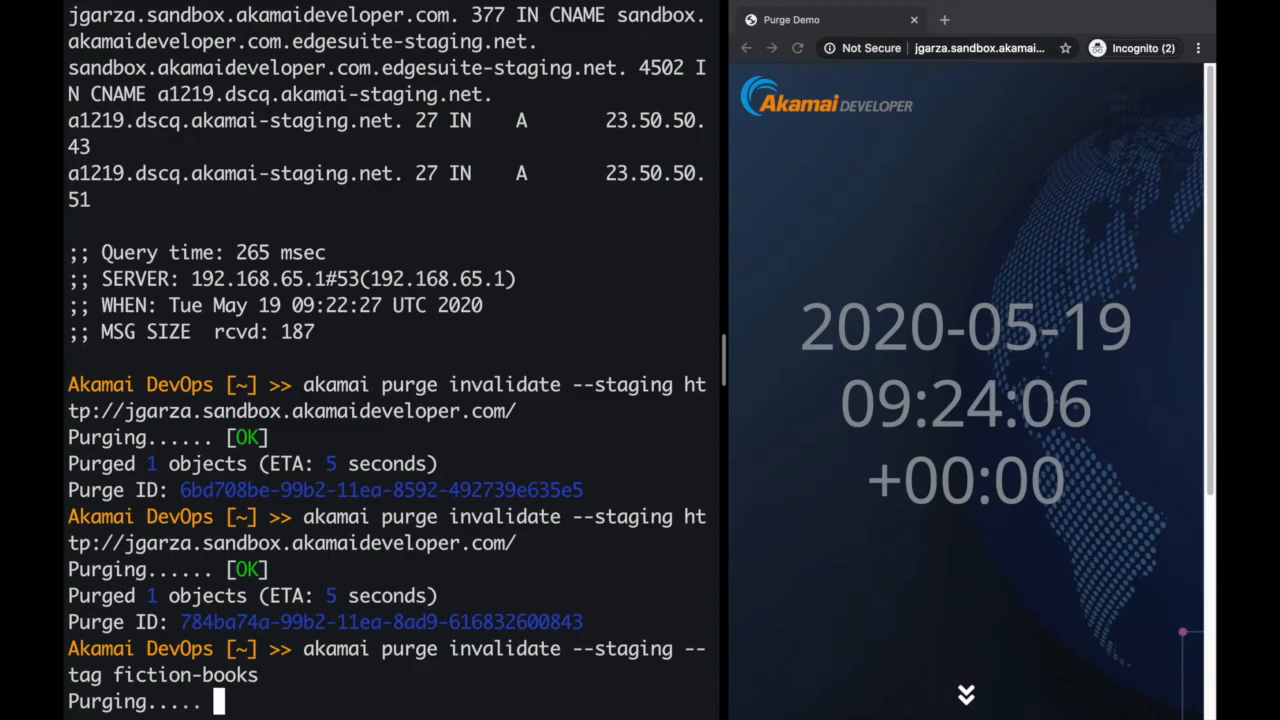 jgarza.sandbox.akamaideveloper.com. 377 IN CNAME sandbox.
akamaideveloper.com.edgesuite-staging.net.
sandbox.akamaideveloper.com.edgesuite-staging.net. 4502 I
N CNAME a1219.dscq.akamai-staging.net.
a1219.dscq.akamai-staging.net. 27 IN A 23.50.50.
43
a1219.dscq.akamai-staging.net. 27 IN A 23.50.50.
51
;; Query time: 265 msec
;; SERVER: 192.168.65.1#53(192.168.65.1)
;; WHEN: Tue May 19 09:22:27 UTC 2020
;; MSG SIZE rcvd: 187
Akamai DevOps [~] >> akamai purge invalidate --staging ht
tp://jgarza.sandbox.akamaideveloper.com/
Purging...... [OK]
Purged 1 objects (ETA: 5 seconds)
Purge ID: 6bd708be-99b2-11ea-8592-492739e635e5
Akamai DevOps [~] >> akamai purge invalidate --staging ht
tp://jgarza.sandbox.akamaideveloper.com/
Purging...... [OK]
Purged 1 objects (ETA: 5 seconds)
Purge ID: 784ba74a-99b2-11ea-8ad9-616832600843
Akamai DevOps [~] >> akamai purge invalidate --staging --
tag fiction-books
Purging.....
Purge Demo
Not Secure jgarza.sandbox.akamai... Incognito (2)
Akamai DEVELOPER
2020-05-19
09:24:06
+00:00